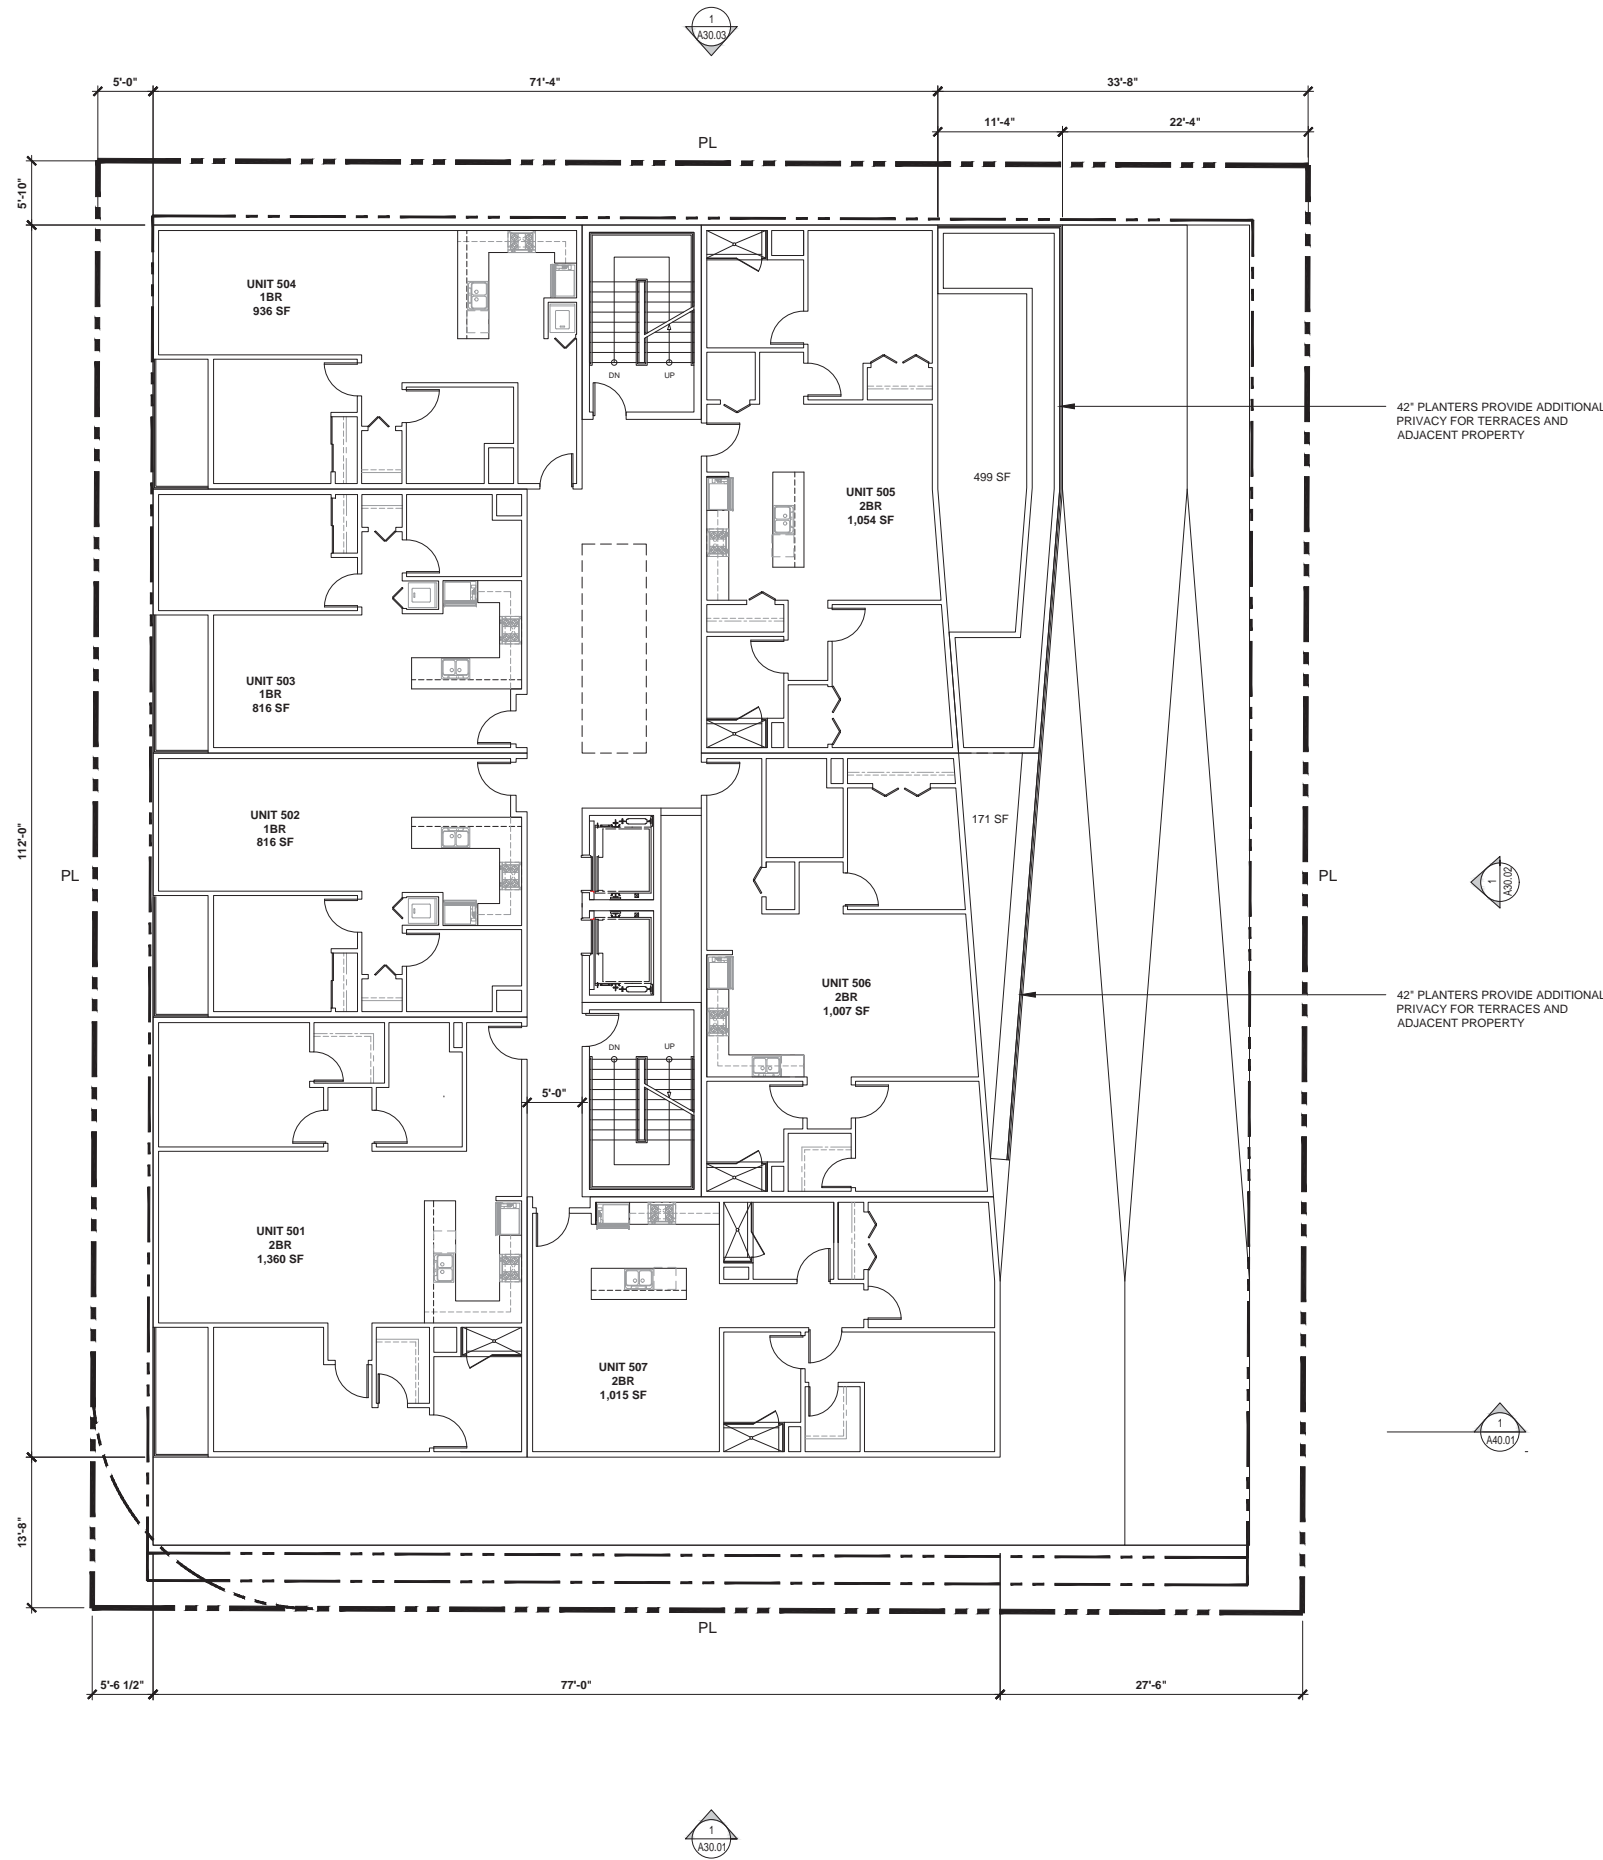 1
A30.03
5'-0"
71'-4"
33'-8"
11'-4"
22'-4"
PL
5'-10"
UNIT 504
1BR
936 SF
DN
UP
42" PLANTERS PROVIDE ADDITIONAL
PRIVACY FOR TERRACES AND
ADJACENT PROPERTY
499 SF
UNIT 505
2BR
1,054 SF
UNIT 503
1BR
816 SF
UNIT 502
1BR
816 SF
171 SF
112'-0"
PL
PL
1
A30.02
UNIT 506
2BR
1,007 SF
42" PLANTERS PROVIDE ADDITIONAL
PRIVACY FOR TERRACES AND
ADJACENT PROPERTY
DN
UP
5'-0"
UNIT 501
2BR
1,360 SF
UNIT 507
2BR
1,015 SF
1
A40.01
13'-8"
PL
5'-6 1/2"
77'-0"
27'-6"
1
A30.01